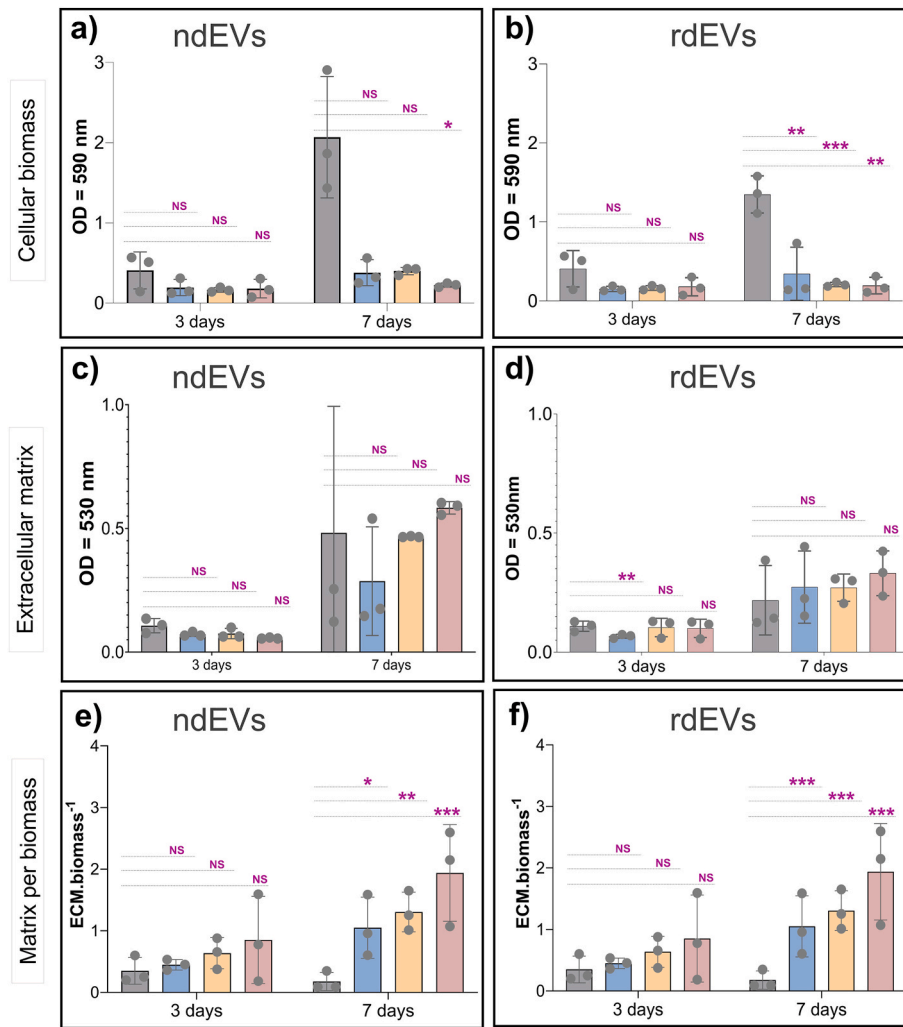 a)
ndEVs
Cellular biomass
OD = 590 nm
3
2
1
0
NS
NS
NS
NS
NS
*
3 days
7 days
b)
rdEVs
OD = 590 nm
3
2
1
0
NS
NS
NS
**
***
**
3 days
7 days
c)
ndEVs
Extracellular matrix
OD = 530 nm
1.0
0.5
0.0
NS
NS
NS
NS
NS
NS
3 days
7 days
d)
rdEVs
OD = 530nm
1.0
0.5
0.0
**
NS
NS
NS
NS
NS
3 days
7 days
e)
ndEVs
Matrix per biomass
ECM.biomass-1
4
3
2
1
0
NS
NS
NS
*
**
***
3 days
7 days
f)
rdEVs
ECM.biomass-1
4
3
2
1
0
NS
NS
NS
***
***
***
3 days
7 days